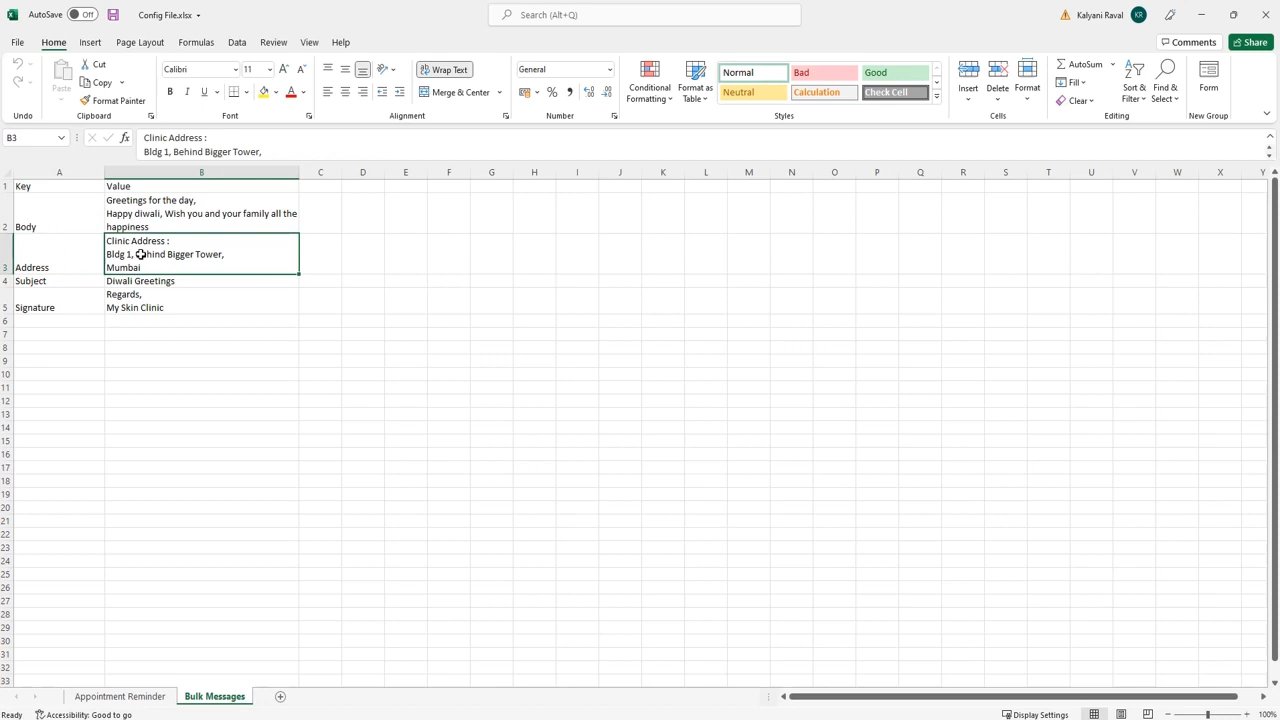 AutoSave Off Config File.xlsx Search (Alt+Q) Kalyani Raval KR
File Home Insert Page Layout Formulas Data Review View Help Comments Share
Cut Calibri 11 Wrap Text General Normal Bad Good AutoSum
Paste Copy Conditional Formatting Format as Table Insert Delete Format Fill Sort & Filter Find & Select Form
Format Painter B I U Merge & Center Neutral Calculation Check Cell Clear
Undo Clipboard Font Alignment Number Styles Cells Editing New Group
B3 fx Clinic Address :
Bldg 1, Behind Bigger Tower,
A B C D E F G H I J K L M N O P Q R S T U V W X Y
1 Key Value
Greetings for the day,
Happy diwali, Wish you and your family all the
2 Body happiness
Clinic Address :
Bldg 1, Behind Bigger Tower,
3 Address Mumbai
4 Subject Diwali Greetings
Regards,
5 Signature My Skin Clinic
6
7
8
9
10
11
12
13
14
15
16
17
18
19
20
21
22
23
24
25
26
27
28
29
30
31
32
33
Appointment Reminder Bulk Messages
Ready Accessibility: Good to go Display Settings 100%